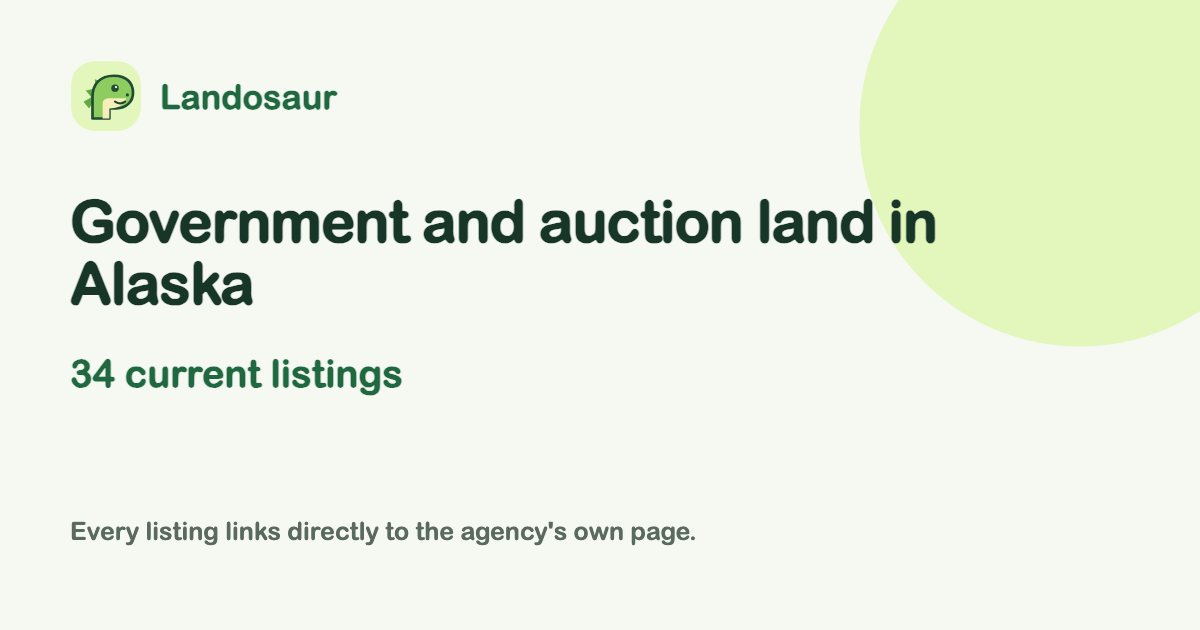 Landosaur
Government and auction land in
Alaska
34 current listings
Every listing links directly to the agency's own page.